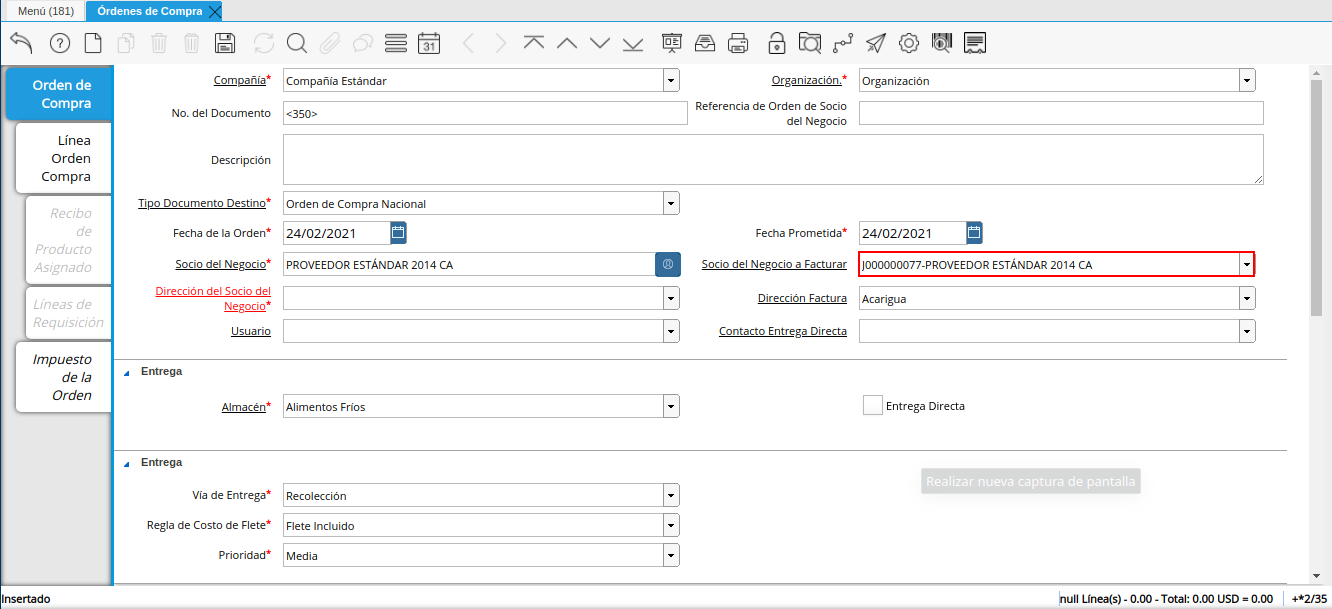 Menú (181)
Órdenes de Compra
31
Orden de
Compra
Línea
Orden
Compra
Recibo
de
Producto
Asignado
Líneas de
Requisición
Impuesto
de la
Orden
Compañía*
Compañía Estándar
Organización.*
Organización
No. del Documento
<350>
Referencia de Orden de Socio
del Negocio
Descripción
Tipo Documento Destino*
Orden de Compra Nacional
Fecha de la Orden*
24/02/2021
Fecha Prometida*
24/02/2021
Socio del Negocio*
PROVEEDOR ESTÁNDAR 2014 CA
Socio del Negocio a Facturar
J000000077-PROVEEDOR ESTÁNDAR 2014 CA
Dirección del Socio del
Negocio*
Dirección Factura
Acarigua
Usuario
Contacto Entrega Directa
Entrega
Almacén*
Alimentos Fríos
Entrega Directa
Entrega
Realizar nueva captura de pantalla
Vía de Entrega*
Recolección
Regla de Costo de Flete*
Flete Incluido
Prioridad*
Media
Insertado
null Línea(s) - 0.00 - Total: 0.00 USD = 0.00
+*2/35